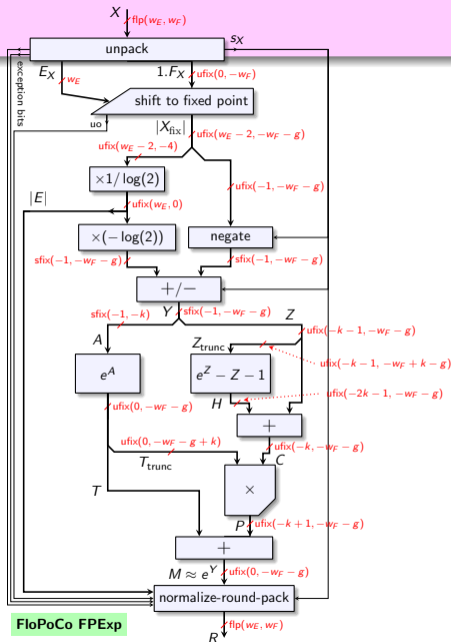 X
flp(w_E, w_F)
unpack
s_X
exception bits
E_X
w_E
1.F_X
ufix(0, −w_F)
shift to fixed point
uo
|X_fix|
ufix(w_E − 2, −w_F − g)
ufix(w_E − 2, −4)
×1/ log(2)
ufix(−1, −w_F − g)
|E|
ufix(w_E, 0)
×(− log(2))
negate
sfix(−1, −w_F − g)
sfix(−1, −w_F − g)
+/−
sfix(−1, −k)
Y
sfix(−1, −w_F − g)
Z
ufix(−k − 1, −w_F − g)
A
Z_trunc
ufix(−k − 1, −w_F + k − g)
e^A
e^Z − Z − 1
ufix(−2k − 1, −w_F − g)
ufix(0, −w_F − g)
H
+
ufix(0, −w_F − g + k)
ufix(−k, −w_F − g)
T_trunc
C
T
×
P
ufix(−k + 1, −w_F − g)
+
M ≈ e^Y
ufix(0, −w_F − g)
normalize-round-pack
FloPoCo FPExp
flp(w_E, w_F)
R